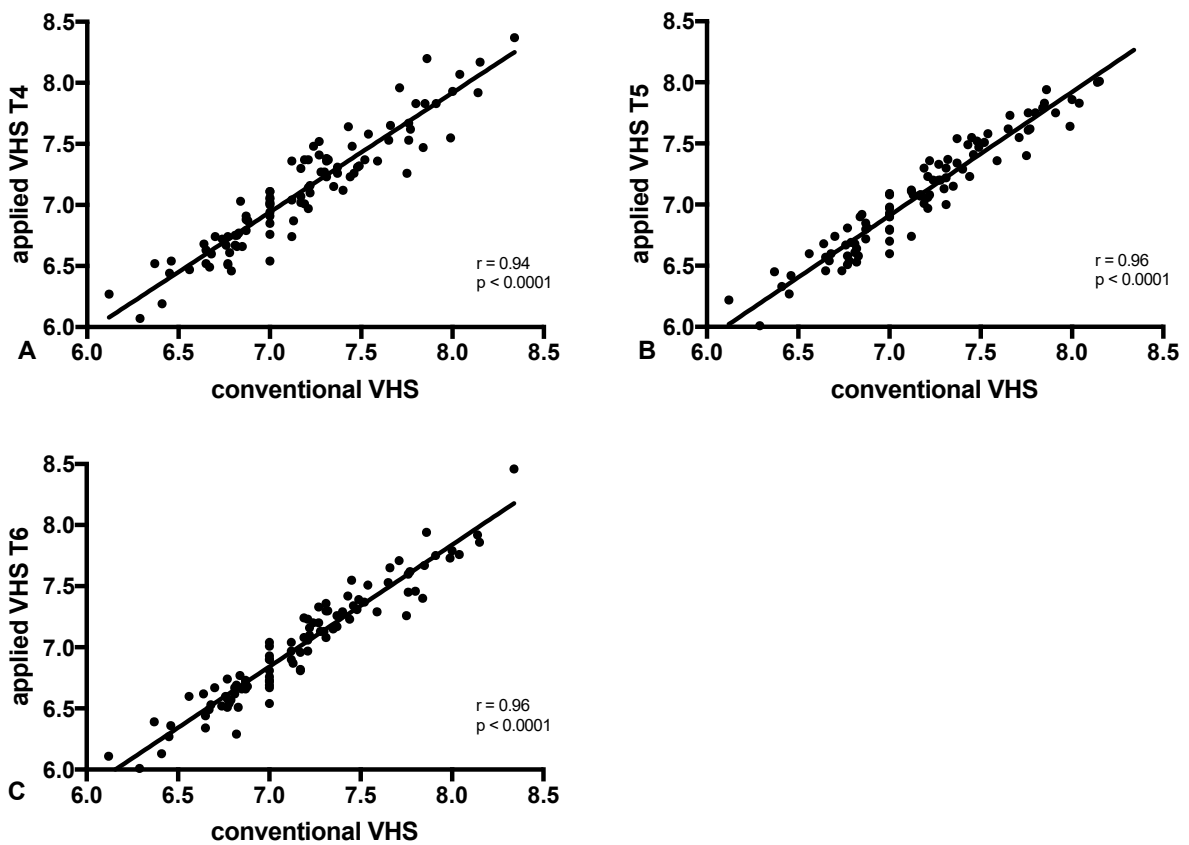 applied VHS T4
8.5
8.0
7.5
7.0
6.5
6.0
r = 0.94
p < 0.0001
6.0 6.5 7.0 7.5 8.0 8.5
A
conventional VHS
applied VHS T5
8.5
8.0
7.5
7.0
6.5
6.0
r = 0.96
p < 0.0001
6.0 6.5 7.0 7.5 8.0 8.5
B
conventional VHS
applied VHS T6
8.5
8.0
7.5
7.0
6.5
6.0
r = 0.96
p < 0.0001
6.0 6.5 7.0 7.5 8.0 8.5
C
conventional VHS